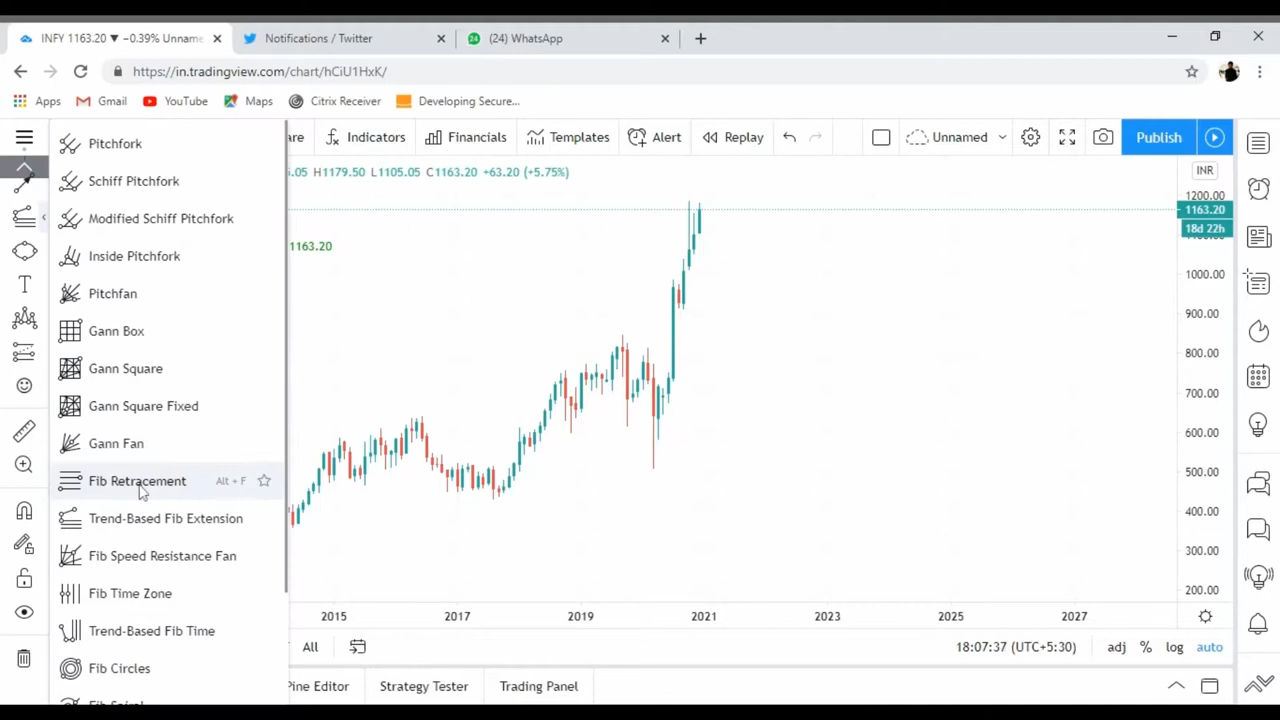 INFY 1163.20 ▼ −0.39% Unname
Notifications / Twitter
24
(24) WhatsApp
https://in.tradingview.com/chart/hCiU1HxK/
Apps
Gmail
YouTube
Maps
Citrix Receiver
Developing Secure...
are
Indicators
Financials
Templates
Alert
Replay
Unnamed
Publish
Pitchfork
Schiff Pitchfork
Modified Schiff Pitchfork
Inside Pitchfork
Pitchfan
Gann Box
Gann Square
Gann Square Fixed
Gann Fan
Fib Retracement Alt + F
Trend-Based Fib Extension
Fib Speed Resistance Fan
Fib Time Zone
Trend-Based Fib Time
Fib Circles
Fib Spiral
5.05 H1179.50 L1105.05 C1163.20 +63.20 (+5.75%)
1163.20
INR
1200.00
1163.20
18d 22h
1000.00
900.00
800.00
700.00
600.00
500.00
400.00
300.00
200.00
2015
2017
2019
2021
2023
2025
2027
All
18:07:37 (UTC+5:30)
adj
%
log
auto
Pine Editor
Strategy Tester
Trading Panel